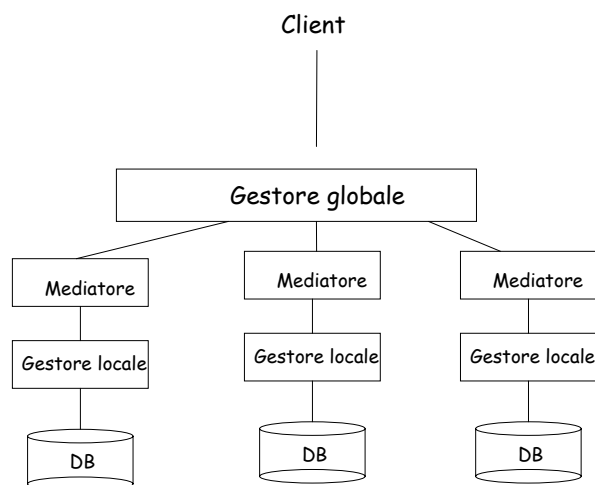 Client
Gestore globale
Mediatore
Mediatore
Mediatore
Gestore locale
Gestore locale
Gestore locale
DB
DB
DB